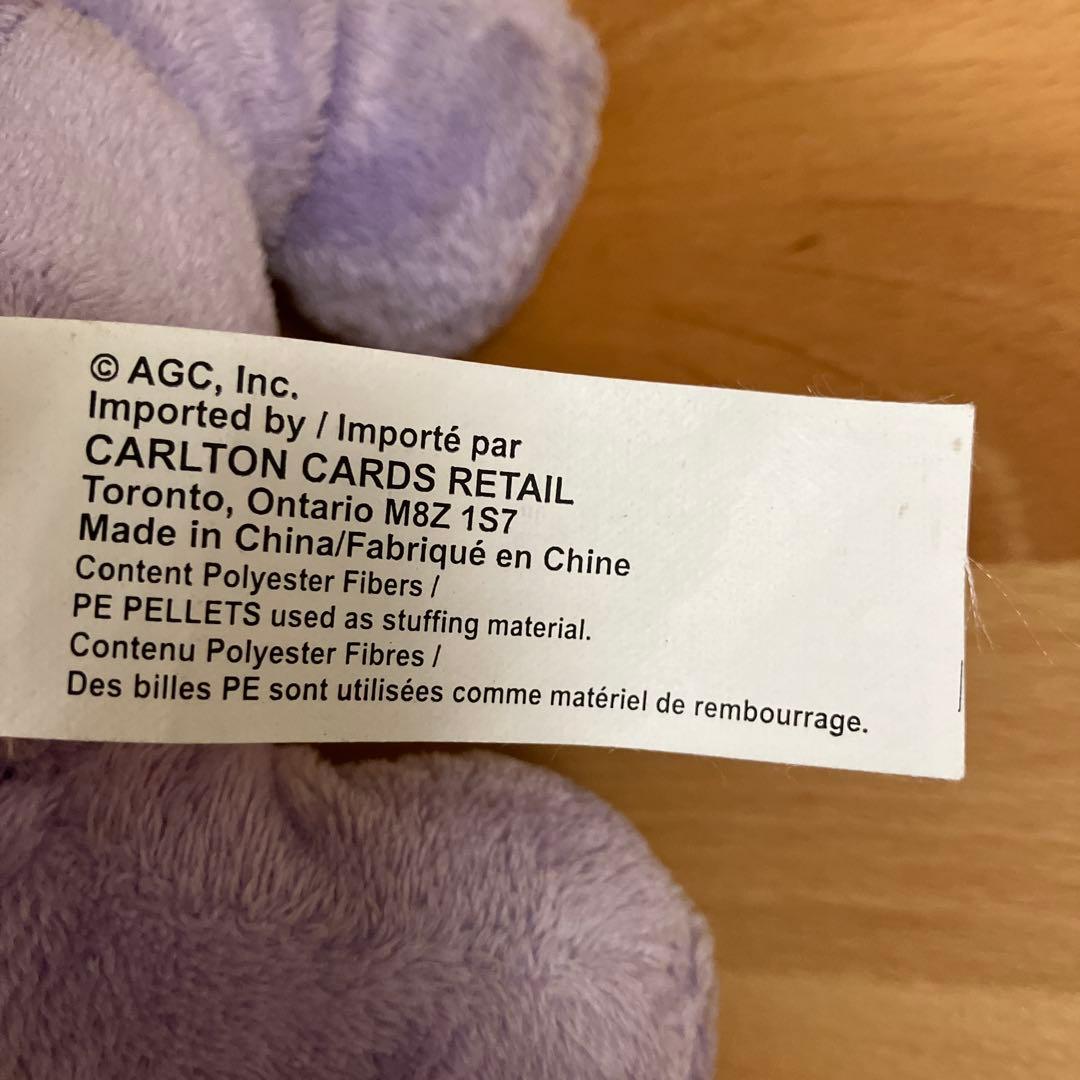 © AGC, Inc.
Imported by / Importé par
CARLTON CARDS RETAIL
Toronto, Ontario M8Z 1S7
Made in China/Fabriqué en Chine
Content Polyester Fibers /
PE PELLETS used as stuffing material.
Contenu Polyester Fibres /
Des billes PE sont utilisées comme matériel de rembourrage.